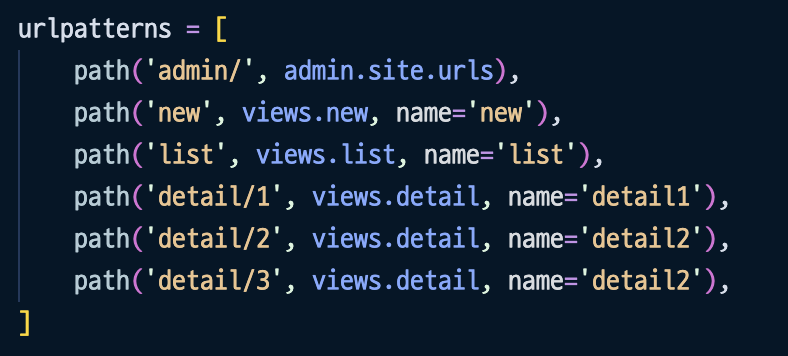 urlpatterns = [
    path('admin/', admin.site.urls),
    path('new', views.new, name='new'),
    path('list', views.list, name='list'),
    path('detail/1', views.detail, name='detail1'),
    path('detail/2', views.detail, name='detail2'),
    path('detail/3', views.detail, name='detail2'),
]